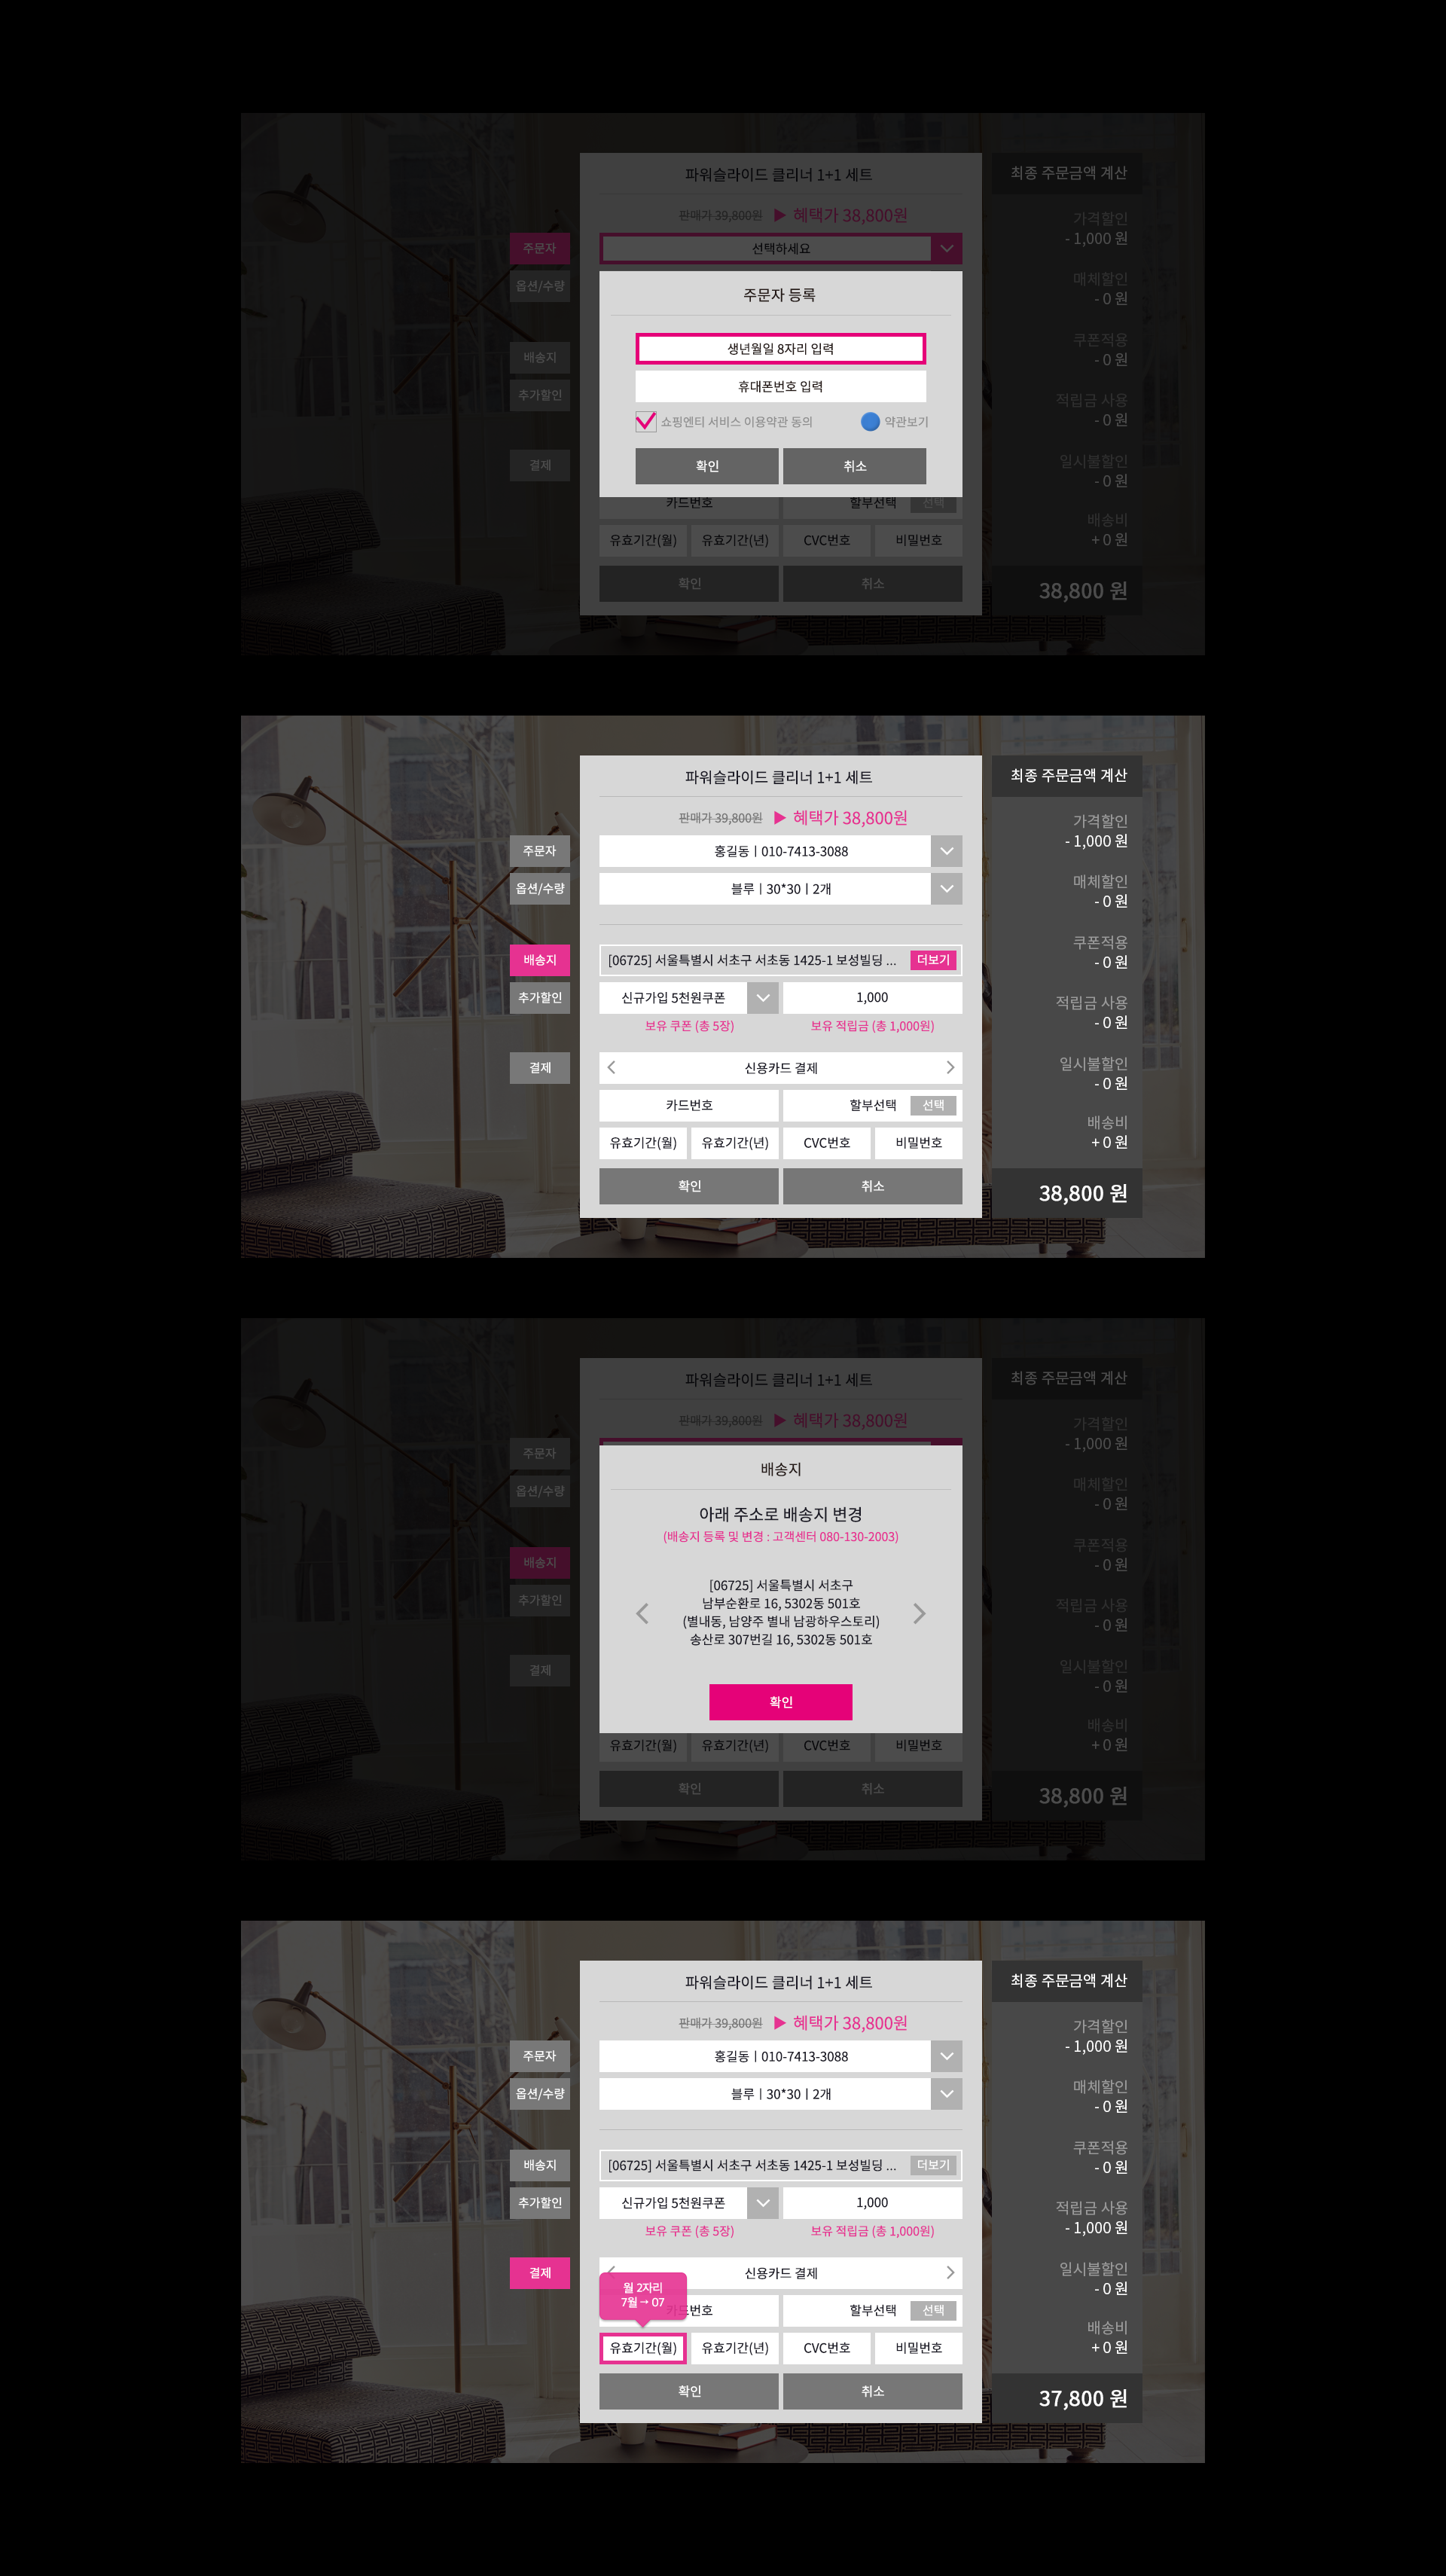 파워슬라이드 클리너 1+1 세트
판매가 39,800원 ▶ 혜택가 38,800원
주문자
선택하세요
옵션/수량
배송지
추가할인
결제
주문자 등록
생년월일 8자리 입력
휴대폰번호 입력
쇼핑엔티 서비스 이용약관 동의
약관보기
확인
취소
카드번호
할부선택
선택
유효기간(월)
유효기간(년)
CVC번호
비밀번호
확인
취소
최종 주문금액 계산
가격할인
- 1,000 원
매체할인
- 0 원
쿠폰적용
- 0 원
적립금 사용
- 0 원
일시불할인
- 0 원
배송비
+ 0 원
38,800 원
파워슬라이드 클리너 1+1 세트
판매가 39,800원 ▶ 혜택가 38,800원
주문자
홍길동ㅣ010-7413-3088
옵션/수량
블루ㅣ30*30ㅣ2개
배송지
[06725] 서울특별시 서초구 서초동 1425-1 보성빌딩 ...
더보기
추가할인
신규가입 5천원쿠폰
1,000
보유 쿠폰 (총 5장)
보유 적립금 (총 1,000원)
결제
신용카드 결제
카드번호
할부선택
선택
유효기간(월)
유효기간(년)
CVC번호
비밀번호
확인
취소
최종 주문금액 계산
가격할인
- 1,000 원
매체할인
- 0 원
쿠폰적용
- 0 원
적립금 사용
- 0 원
일시불할인
- 0 원
배송비
+ 0 원
38,800 원
파워슬라이드 클리너 1+1 세트
판매가 39,800원 ▶ 혜택가 38,800원
주문자
옵션/수량
배송지
추가할인
결제
배송지
아래 주소로 배송지 변경
(배송지 등록 및 변경 : 고객센터 080-130-2003)
[06725] 서울특별시 서초구
남부순환로 16, 5302동 501호
(별내동, 남양주 별내 남광하우스토리)
송산로 307번길 16, 5302동 501호
확인
유효기간(월)
유효기간(년)
CVC번호
비밀번호
확인
취소
최종 주문금액 계산
가격할인
- 1,000 원
매체할인
- 0 원
쿠폰적용
- 0 원
적립금 사용
- 0 원
일시불할인
- 0 원
배송비
+ 0 원
38,800 원
파워슬라이드 클리너 1+1 세트
판매가 39,800원 ▶ 혜택가 38,800원
주문자
홍길동ㅣ010-7413-3088
옵션/수량
블루ㅣ30*30ㅣ2개
배송지
[06725] 서울특별시 서초구 서초동 1425-1 보성빌딩 ...
더보기
추가할인
신규가입 5천원쿠폰
1,000
보유 쿠폰 (총 5장)
보유 적립금 (총 1,000원)
결제
신용카드 결제
월 2자리
7월→ 07
카드번호
할부선택
선택
유효기간(월)
유효기간(년)
CVC번호
비밀번호
확인
취소
최종 주문금액 계산
가격할인
- 1,000 원
매체할인
- 0 원
쿠폰적용
- 0 원
적립금 사용
- 1,000 원
일시불할인
- 0 원
배송비
+ 0 원
37,800 원